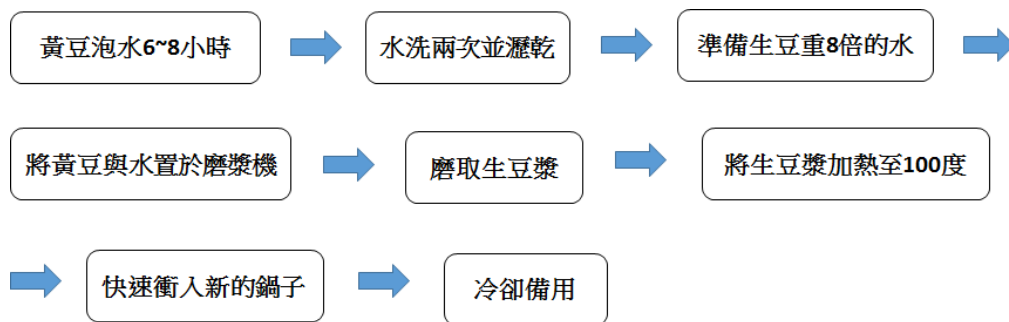 黃豆泡水6~8小時
水洗兩次並瀝乾
準備生豆重8倍的水
將黃豆與水置於磨漿機
磨取生豆漿
將生豆漿加熱至100度
快速衝入新的鍋子
冷卻備用